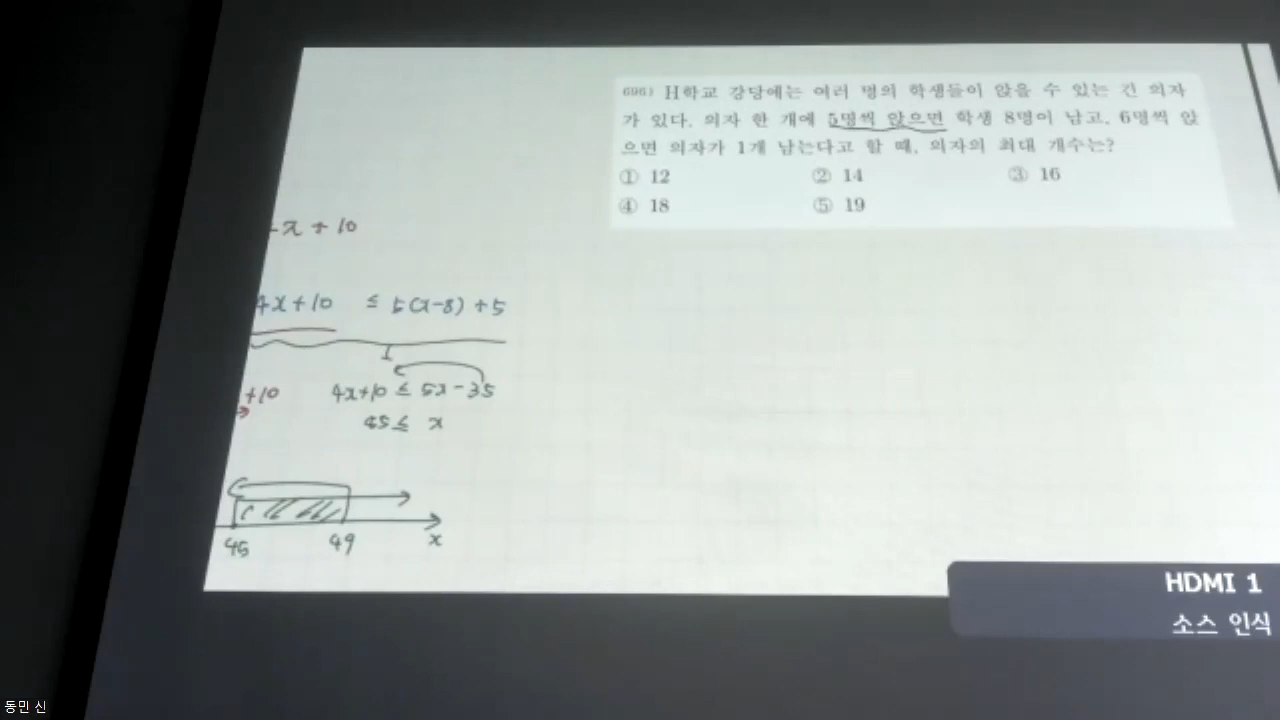 696) H학교 강당에는 여러 명의 학생들이 앉을 수 있는 긴 의자
가 있다. 의자 한 개에 5명씩 앉으면 학생 8명이 남고, 6명씩 앉
으면 의자가 1개 남는다고 할 때, 의자의 최대 개수는?
① 12 ② 14 ③ 16
④ 18 ⑤ 19
x + 10
4x+10 ≤ 5(x-8) +5
+10 4x+10 ≤ 5x-35
45 ≤ x
45 49 x
HDMI 1
소스 인식
동민 신